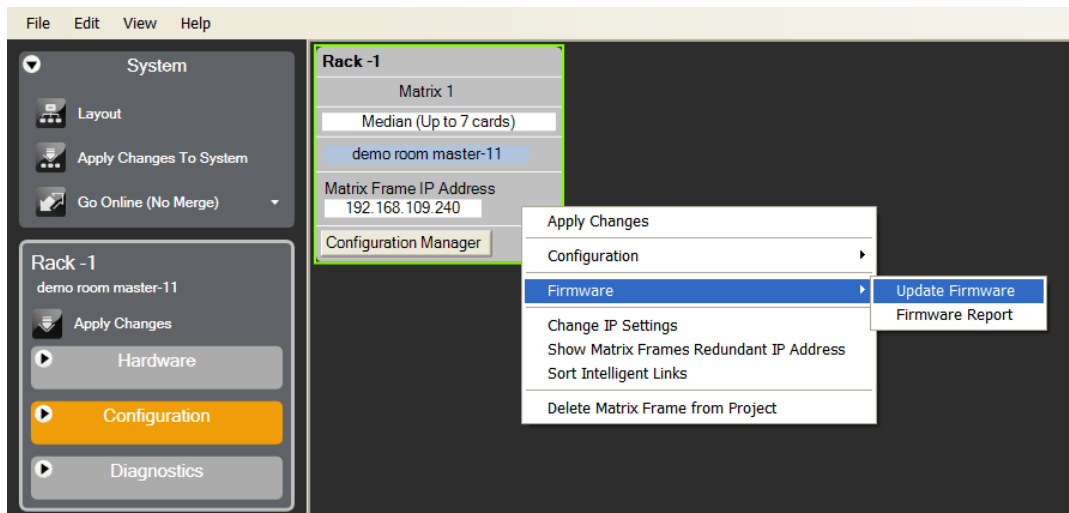 File Edit View Help
System
Layout
Apply Changes To System
Go Online (No Merge)
Rack -1
demo room master-11
Apply Changes
Hardware
Configuration
Diagnostics
Rack -1
Matrix 1
Median (Up to 7 cards)
demo room master-11
Matrix Frame IP Address
192.168.109.240
Configuration Manager
Apply Changes
Configuration
Firmware
Change IP Settings
Show Matrix Frames Redundant IP Address
Sort Intelligent Links
Delete Matrix Frame from Project
Update Firmware
Firmware Report